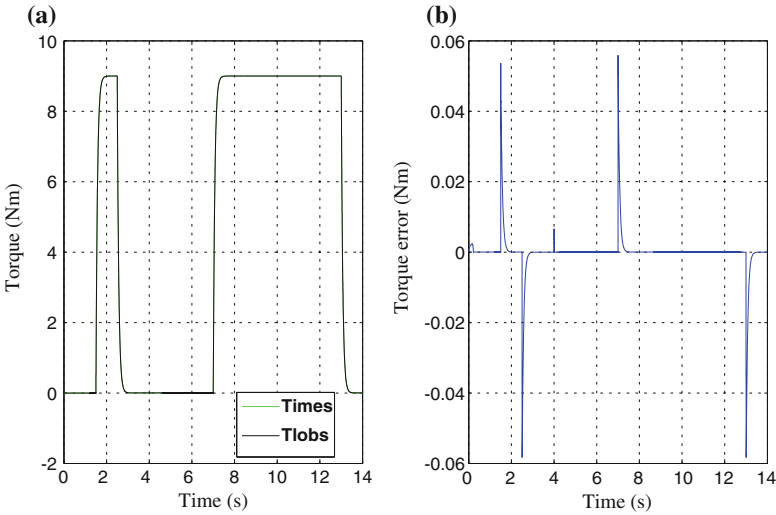 (a)
10
8
6
4
2
0
-2
Torque (Nm)
0 2 4 6 8 10 12 14
Time (s)
Times
Tlobs
(b)
0.06
0.04
0.02
0
-0.02
-0.04
-0.06
Torque error (Nm)
0 2 4 6 8 10 12 14
Time (s)